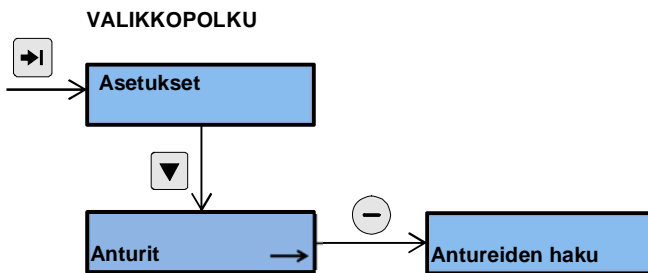 VALIKKOPOLKU
Asetukset
Anturit
Antureiden haku